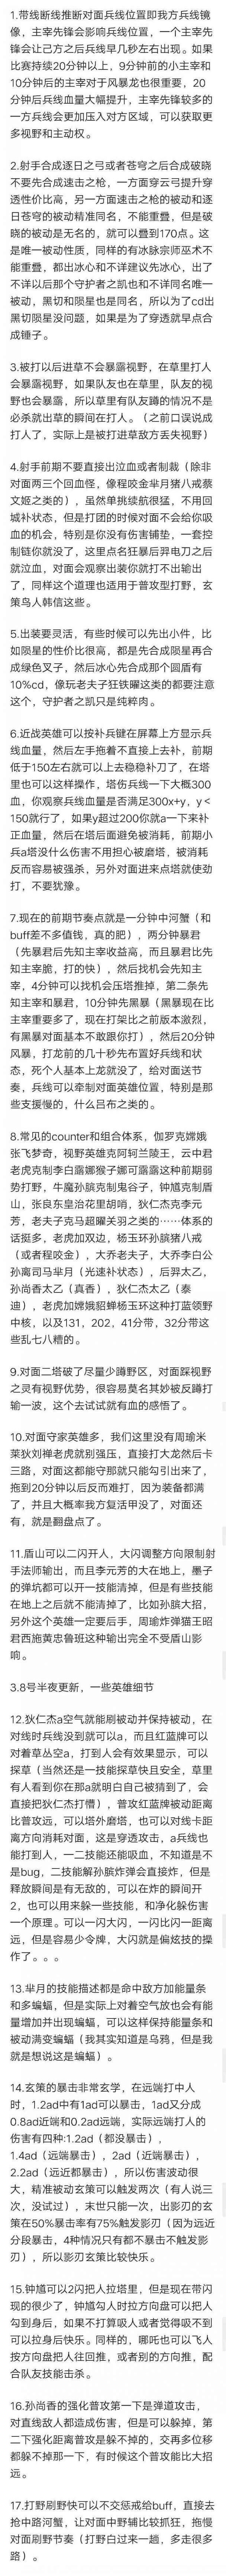 1.带线断线推断对面兵线位置即我方兵线镜
像，主宰先锋会影响兵线位置，一个主宰先
锋会让己方之后兵线早几秒左右出现。如果
比赛持续20分钟以上，9分钟前的小主宰和
10分钟后的主宰对于风暴龙也很重要，20
分钟后兵线血量大幅提升，主宰先锋较多的
一方兵线会更加压入对方区域，可以获取更
多视野和主动权。
2.射手合成逐日之弓或者苍穹之后合成破晓
不要先合成速击之枪，一方面穿云弓提升穿
透性价比高，另一方面速击之枪的被动和逐
日苍穹的被动精准同名，不能重叠，但是破
晓的被动是无名的，就可以叠到170点。这
是唯一被动性质，同样的有冰脉宗师巫术不
能重叠，都出冰心和不详建议先冰心，出了
不详以后那个守护者之凯也和不详同名唯一
被动，黑切和陨星也是同名，所以为了cd出
黑切陨星没问题，如果是为了穿透就早点合
成锤子。
3.被打以后进草不会暴露视野，在草里打人
会暴露视野，如果队友也在草里，队友的视
野也会暴露，所以草里有队友蹲的情况不是
必杀就出草的瞬间在打人。（之前口误说成
打人了，实际上是被打进草敌方丢失视野）
4.射手前期不要直接出泣血或者制裁（除非
对面两三个回血怪，像程咬金芈月猪八戒蔡
文姬之类的），虽然单挑续航很猛，不用回
城补状态，但是打团的时候对面不会给你吸
血的机会，特别是你没有伤害铺垫，一套控
制链你就没了，这里点名狂暴后羿电刀之后
就泣血，对面会观察出装你就打不出输出
了，同样这个道理也适用于普攻型打野，玄
策鸟人韩信这些。
5.出装要灵活，有些时候可以先出小件，比
如陨星的性价比很高，都是先合成陨星再合
成绿色叉子，然后冰心先合成那个圆盾有
10%cd，像玩老夫子狂铁曜这类的都要注意
这个，守护者之凯只是纯粹肉。
6.近战英雄可以按补兵键在屏幕上方显示兵
线血量，然后左手拖着不直接上去补，前期
低于150左右就可以上去稳稳补刀了，在塔
里也可以这样操作，塔伤兵线一下大概300
血，你观察兵线血量是否满足300x+y，y＜
150就行了，如果y超过200你就a一下来补
正血量，然后在塔后面避免被消耗，前期小
兵a塔没什么伤害不用担心被磨塔，被消耗
反而容易被强杀，另外对面进来点塔就使劲
打，不要犹豫。
7.现在的前期节奏点就是一分钟中河蟹（和
buff差不多值钱，真的肥），两分钟暴君
（先暴君后先知主宰收益高，而且暴君比先
知主宰脆，打的快），然后找机会先知主
宰，4分钟可以找机会压塔推掉，第二条先
知主宰和暴君，10分钟先黑暴（黑暴现在比
主宰重要多了，现在打架比之前版本激烈，
有黑暴对面基本不敢跟你打），然后20分钟
风暴，打龙前的几十秒先布置好兵线和状
态，死个人基本上龙就没了，给对面送节
奏，兵线可以牵制对面英雄位置，特别是那
些支援慢的，什么吕布之类的。
8.常见的counter和组合体系，伽罗克嫦娥
张飞梦奇，视野英雄克阿轲兰陵王，云中君
老虎克制李白露娜猴子娜可露露这种前期弱
势打野，牛魔孙膑克制鬼谷子，钟馗克制盾
山，张良东皇治花里胡哨，狄仁杰克李元
芳，老夫子克马超曜关羽之类的……体系的
话挺多，老虎加双边，杨玉环孙膑猪八戒
（或者程咬金），大乔老夫子，大乔李白公
孙离司马芈月（光速补状态），后羿太乙，
孙尚香太乙（真香），狄仁杰太乙（泰
迪），老虎加嫦娥貂蝉杨玉环这种打蓝领野
中核，以及131，202，41分带，32分带这
些乱七八糟的。
9.对面二塔破了尽量少蹲野区，对面踩视野
之灵有视野优势，很容易莫名其妙被反蹲打
输一波，这个去试试就有血的感悟了。
10.对面守家英雄多，我们这里没有周瑜米
莱狄刘禅老虎就别强压，直接打大龙然后卡
三路，对面这都能守那就只能勾引出来了，
拖到20分钟以后反而难打，因为装备都满
了，并且大概率我方复活甲没了，对面还
有，就是翻盘点了。
11.盾山可以二闪开人，大闪调整方向限制射
手法师输出，而且李元芳的大在地上，墨子
的弹坑都可以开一技能清掉，但是有些技能
在地上之后就不能清掉了，比如孙膑大招，
另外这个英雄一定要后手，周瑜炸弹猫王昭
君西施黄忠鲁班这种输出完全不受盾山影
响。
3.8号半夜更新，一些英雄细节
12.狄仁杰a空气就能刷被动并保持被动，在
对线时兵线没到就可以a，而且红蓝牌可以
对着草丛空a，打到人会有效果显示，可以
探草（当然还是一技能探草快且安全，草里
有人看到你在那a就明白自己被猜到了，会
直接把狄仁杰打懵），普攻红蓝牌被动距离
比普攻远，可以塔外磨塔，也可以对线卡距
离方向消耗对面，这是穿透攻击，a兵线也
能打到人，一二技能还能吸血，不知道是不
是bug，二技能解孙膑炸弹会直接炸，但是
释放瞬间是有无敌的，可以在炸的瞬间开
2，也可以用来躲一些技能，和净化躲伤害
一个原理。可以一闪大闪，一闪比闪一距离
远，但是容易少令牌，大闪就是偏炫技的操
作了。。。
13.芈月的技能描述都是命中敌方加能量条
和多蝙蝠，但是实际上对着空气放也会有能
量增加并出现蝙蝠，可以这样保持能量条和
被动满变蝙蝠（我其实知道是乌鸦，但是我
就是想说这是蝙蝠）。
14.玄策的暴击非常玄学，在远端打中人
时，1.2ad中有1ad可以暴击，1ad又分成
0.8ad近端和0.2ad远端，实际远端打人的
伤害有四种:1.2ad（都没暴击），
1.4ad（远端暴击），2ad（近端暴击），
2.2ad（远近都暴击），所以伤害波动很
大，精准被动玄策可以触发两次（有人说三
次，没试过），末世只能一次，出影刃的玄
策在50%暴击率有75%触发影刃（因为远近
分段暴击，4种情况只有都不暴击不触发影
刃），所以影刃玄策比较快乐。
15.钟馗可以2闪把人拉塔里，但是现在带闪
现的很少了，钟馗勾人时拉方向盘可以把人
勾到身后，如果不打算吸人或者觉得吸不到
可以拉身后快乐。同样的，哪吒也可以飞人
按方向盘把人往回推，或者别的方向推，配
合队友技能击杀。
16.孙尚香的强化普攻第一下是弹道攻击，
对直线敌人都造成伤害，但是可以躲掉，第
二下强化距离普攻是躲不掉的，交再多位移
都躲不掉那一下，有时候这个普攻能比大招
远。
17.打野刷野快可以不交惩戒给buff，直接去
抢中路河蟹，让对面中野辅比较抓狂，拖慢
对面刷野节奏（打野白过来一趟，多走很多
路）。